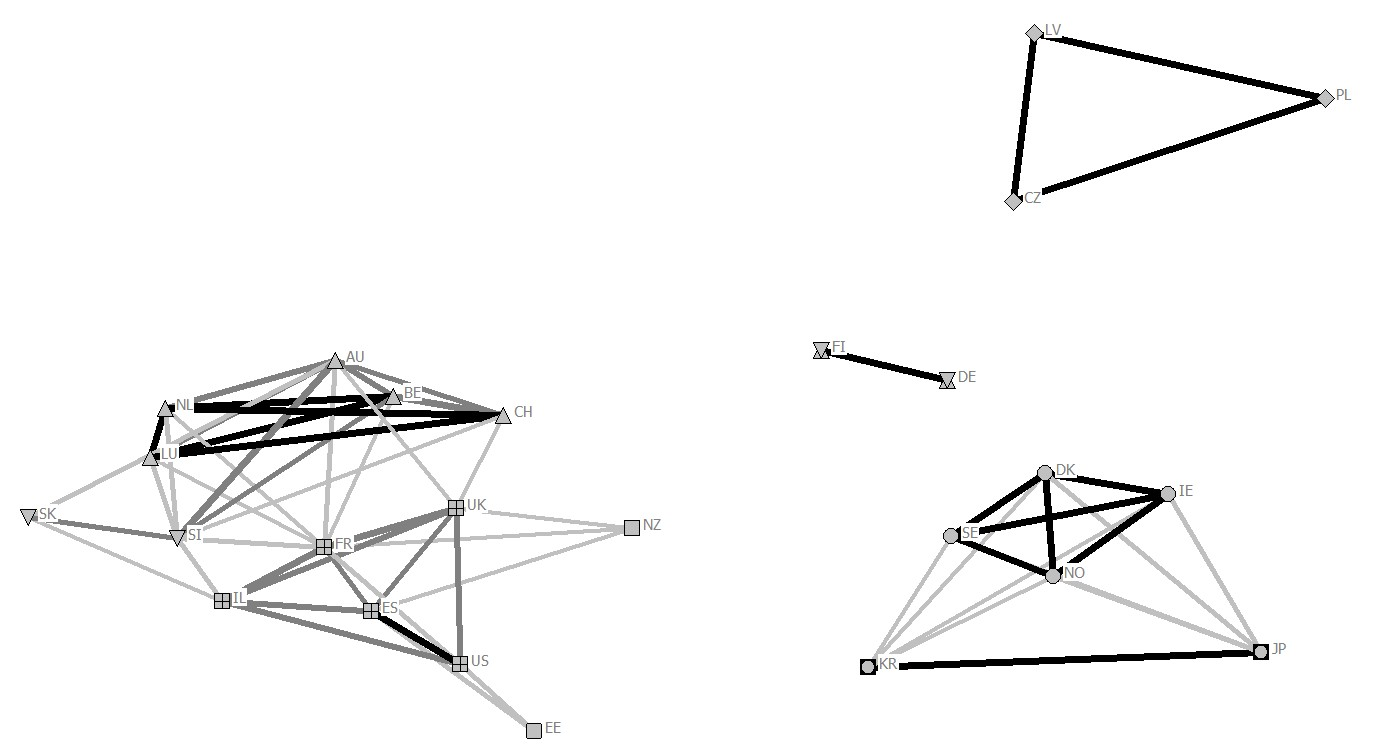 LV
PL
CZ
FI
DE
AU
BE
NL
CH
LU
SK
SI
UK
FR
NZ
IL
ES
US
EE
DK
IE
SE
NO
KR
JP